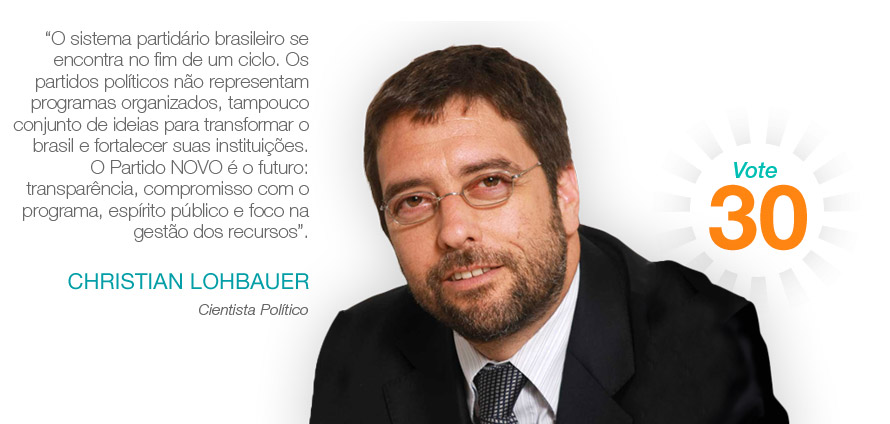 “O sistema partidário brasileiro se
encontra no fim de um ciclo. Os
partidos políticos não representam
programas organizados, tampouco
conjunto de ideias para transformar o
brasil e fortalecer suas instituições.
O Partido NOVO é o futuro:
transparência, compromisso com o
programa, espírito público e foco na
gestão dos recursos”.
CHRISTIAN LOHBAUER
Cientista Político
Vote
30